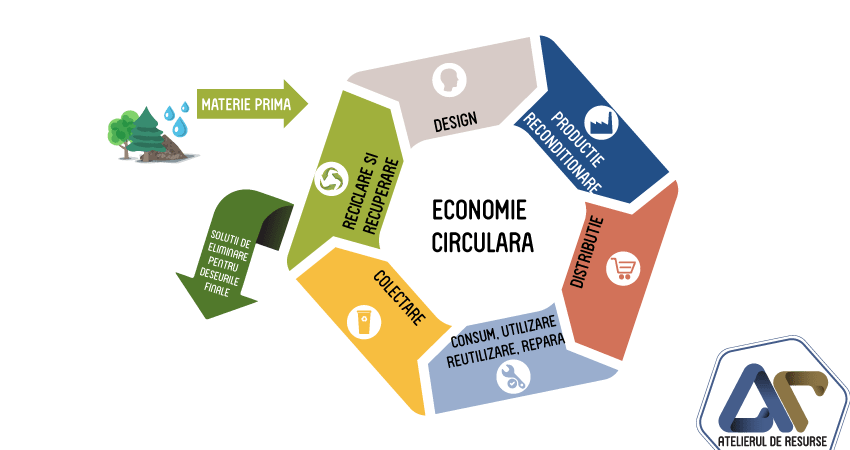 MATERIE PRIMA
DESIGN
PRODUCTIE
RECONDITIONARE
DISTRIBUTIE
CONSUM, UTILIZARE
REUTILIZARE, REPARA
COLECTARE
RECICLARE SI
RECUPERARE
SOLUTII DE
ELIMINARE
PENTRU
DESEURILE
FINALE
ECONOMIE
CIRCULARA
AR
ATELIERUL DE RESURSE